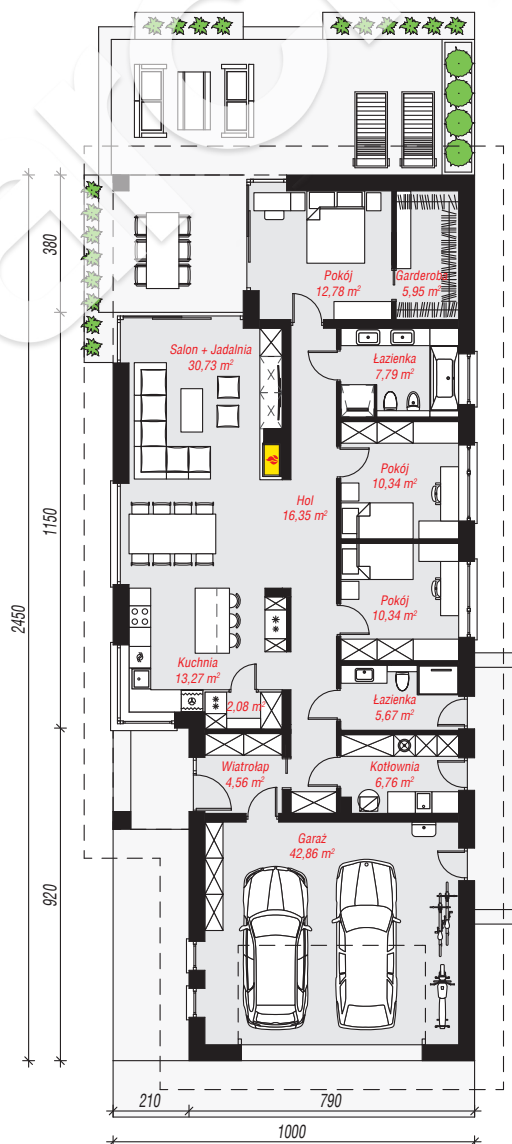 Pokój
12,78 m²
Garderoba
5,95 m²
Salon + Jadalnia
30,73 m²
Łazienka
7,79 m²
Pokój
10,34 m²
Hol
16,35 m²
Pokój
10,34 m²
Kuchnia
13,27 m²
2,08 m²
Łazienka
5,67 m²
Wiatrołap
4,56 m²
Kotłownia
6,76 m²
Garaż
42,86 m²
380
1150
2450
920
210
790
1000